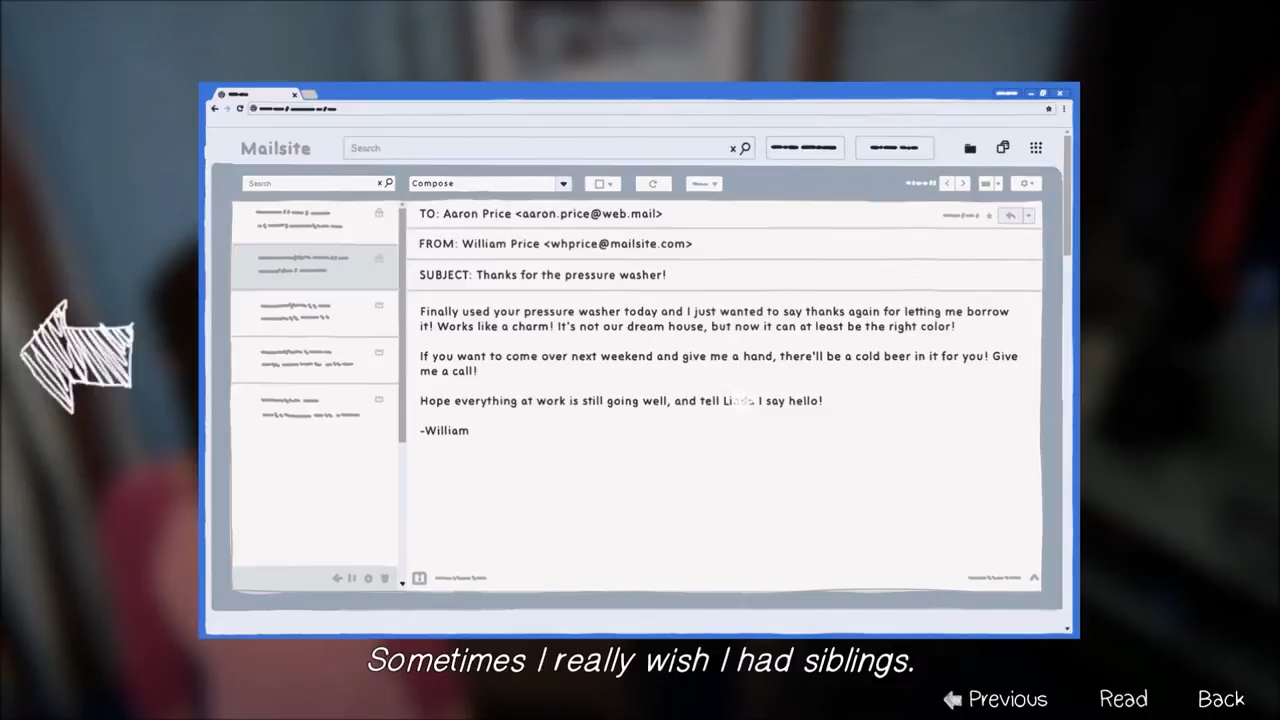 Mailsite
Search
x
Search
x
Compose
TO: Aaron Price <aaron.price@web.mail>
FROM: William Price <whprice@mailsite.com>
SUBJECT: Thanks for the pressure washer!
Finally used your pressure washer today and I just wanted to say thanks again for letting me borrow
it! Works like a charm! It's not our dream house, but now it can at least be the right color!
If you want to come over next weekend and give me a hand, there'll be a cold beer in it for you! Give
me a call!
Hope everything at work is still going well, and tell Linda I say hello!
-William
Sometimes I really wish I had siblings.
Previous
Read
Back